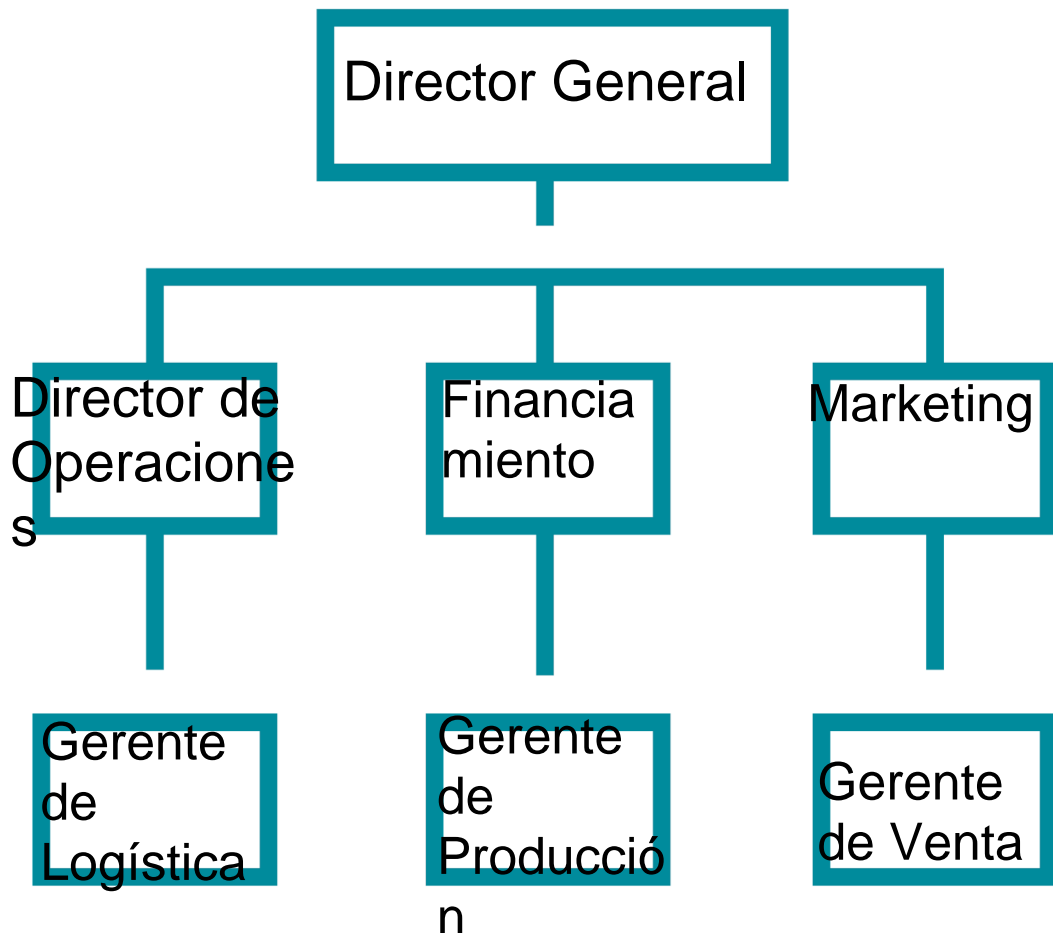 Director General
Director de
Operacione
s
Financia
miento
Marketing
Gerente
de
Logística
Gerente
de
Producció
n
Gerente
de Venta